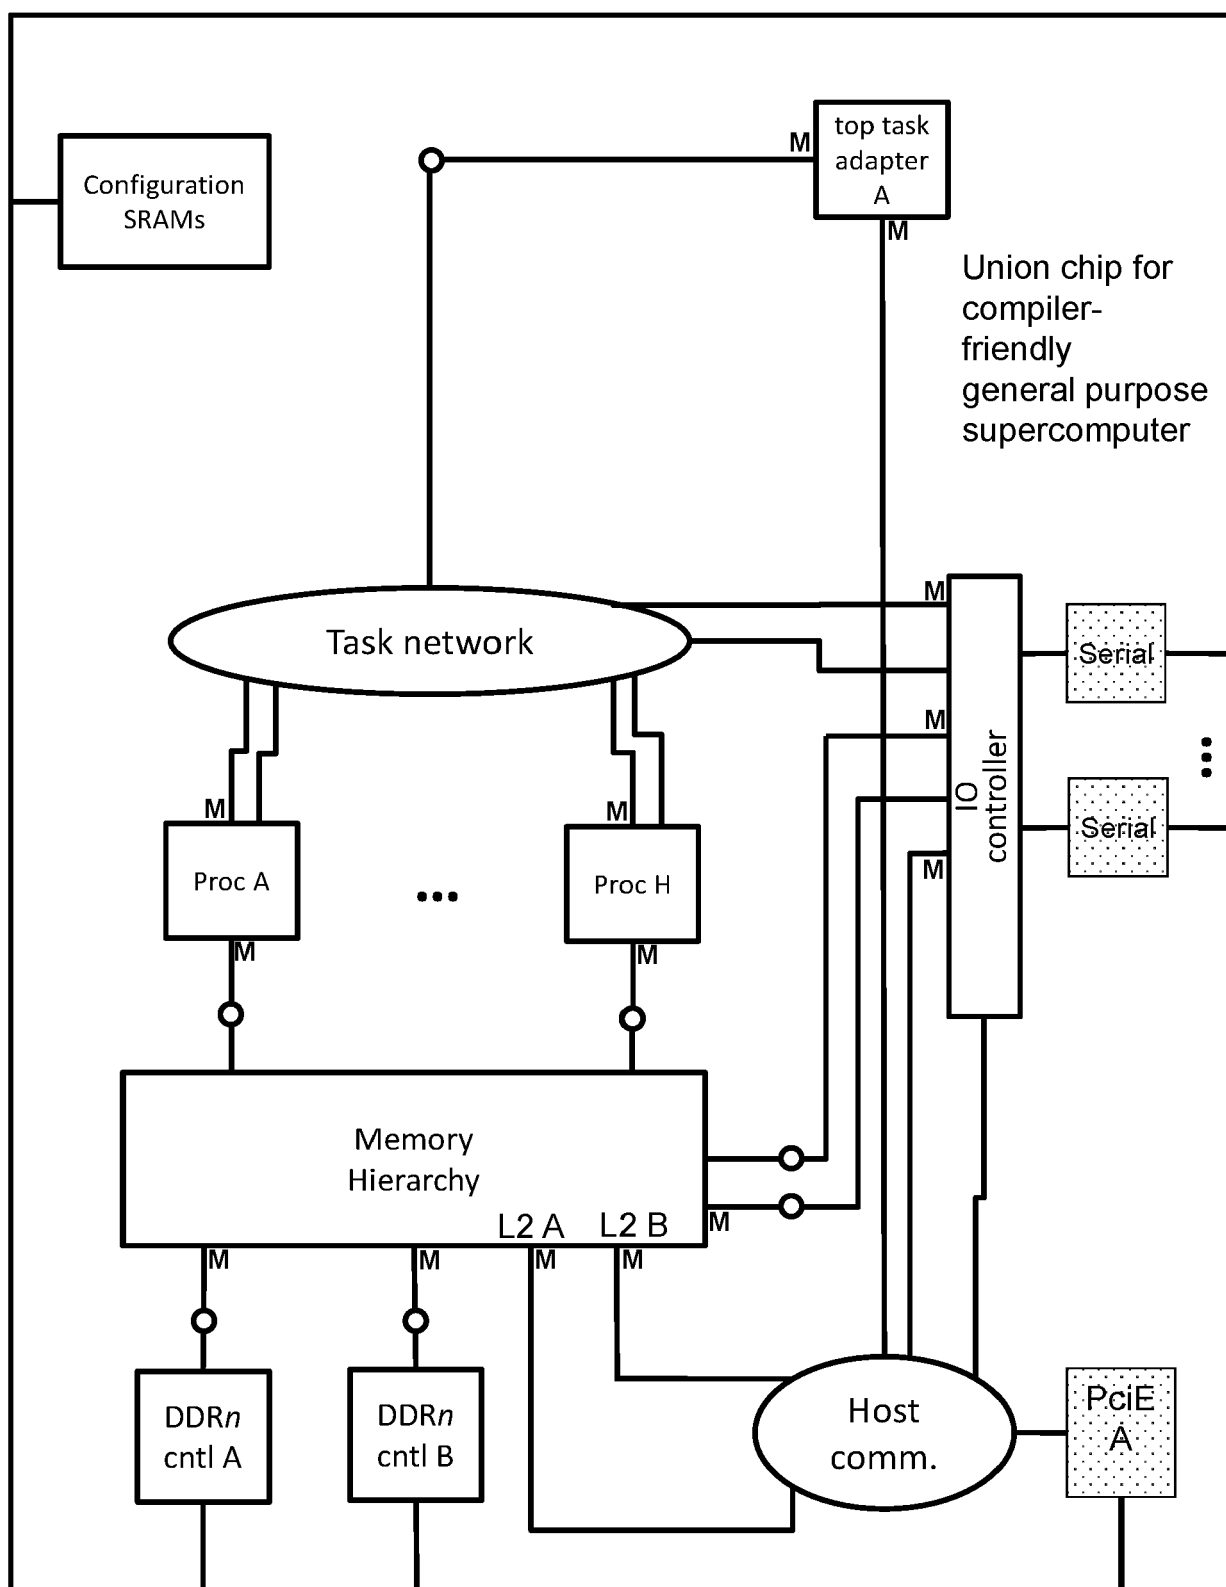 top task
adapter
A
M
M
Configuration
SRAMs
Union chip for
compiler-
friendly
general purpose
supercomputer
Task network
M
M
M
IO
controller
Serial
Serial
M
M
Proc A
Proc H
M
M
Memory
Hierarchy
L2 A
L2 B
M
M
M
M
M
DDRn
cntl A
DDRn
cntl B
Host
comm.
PciE
A